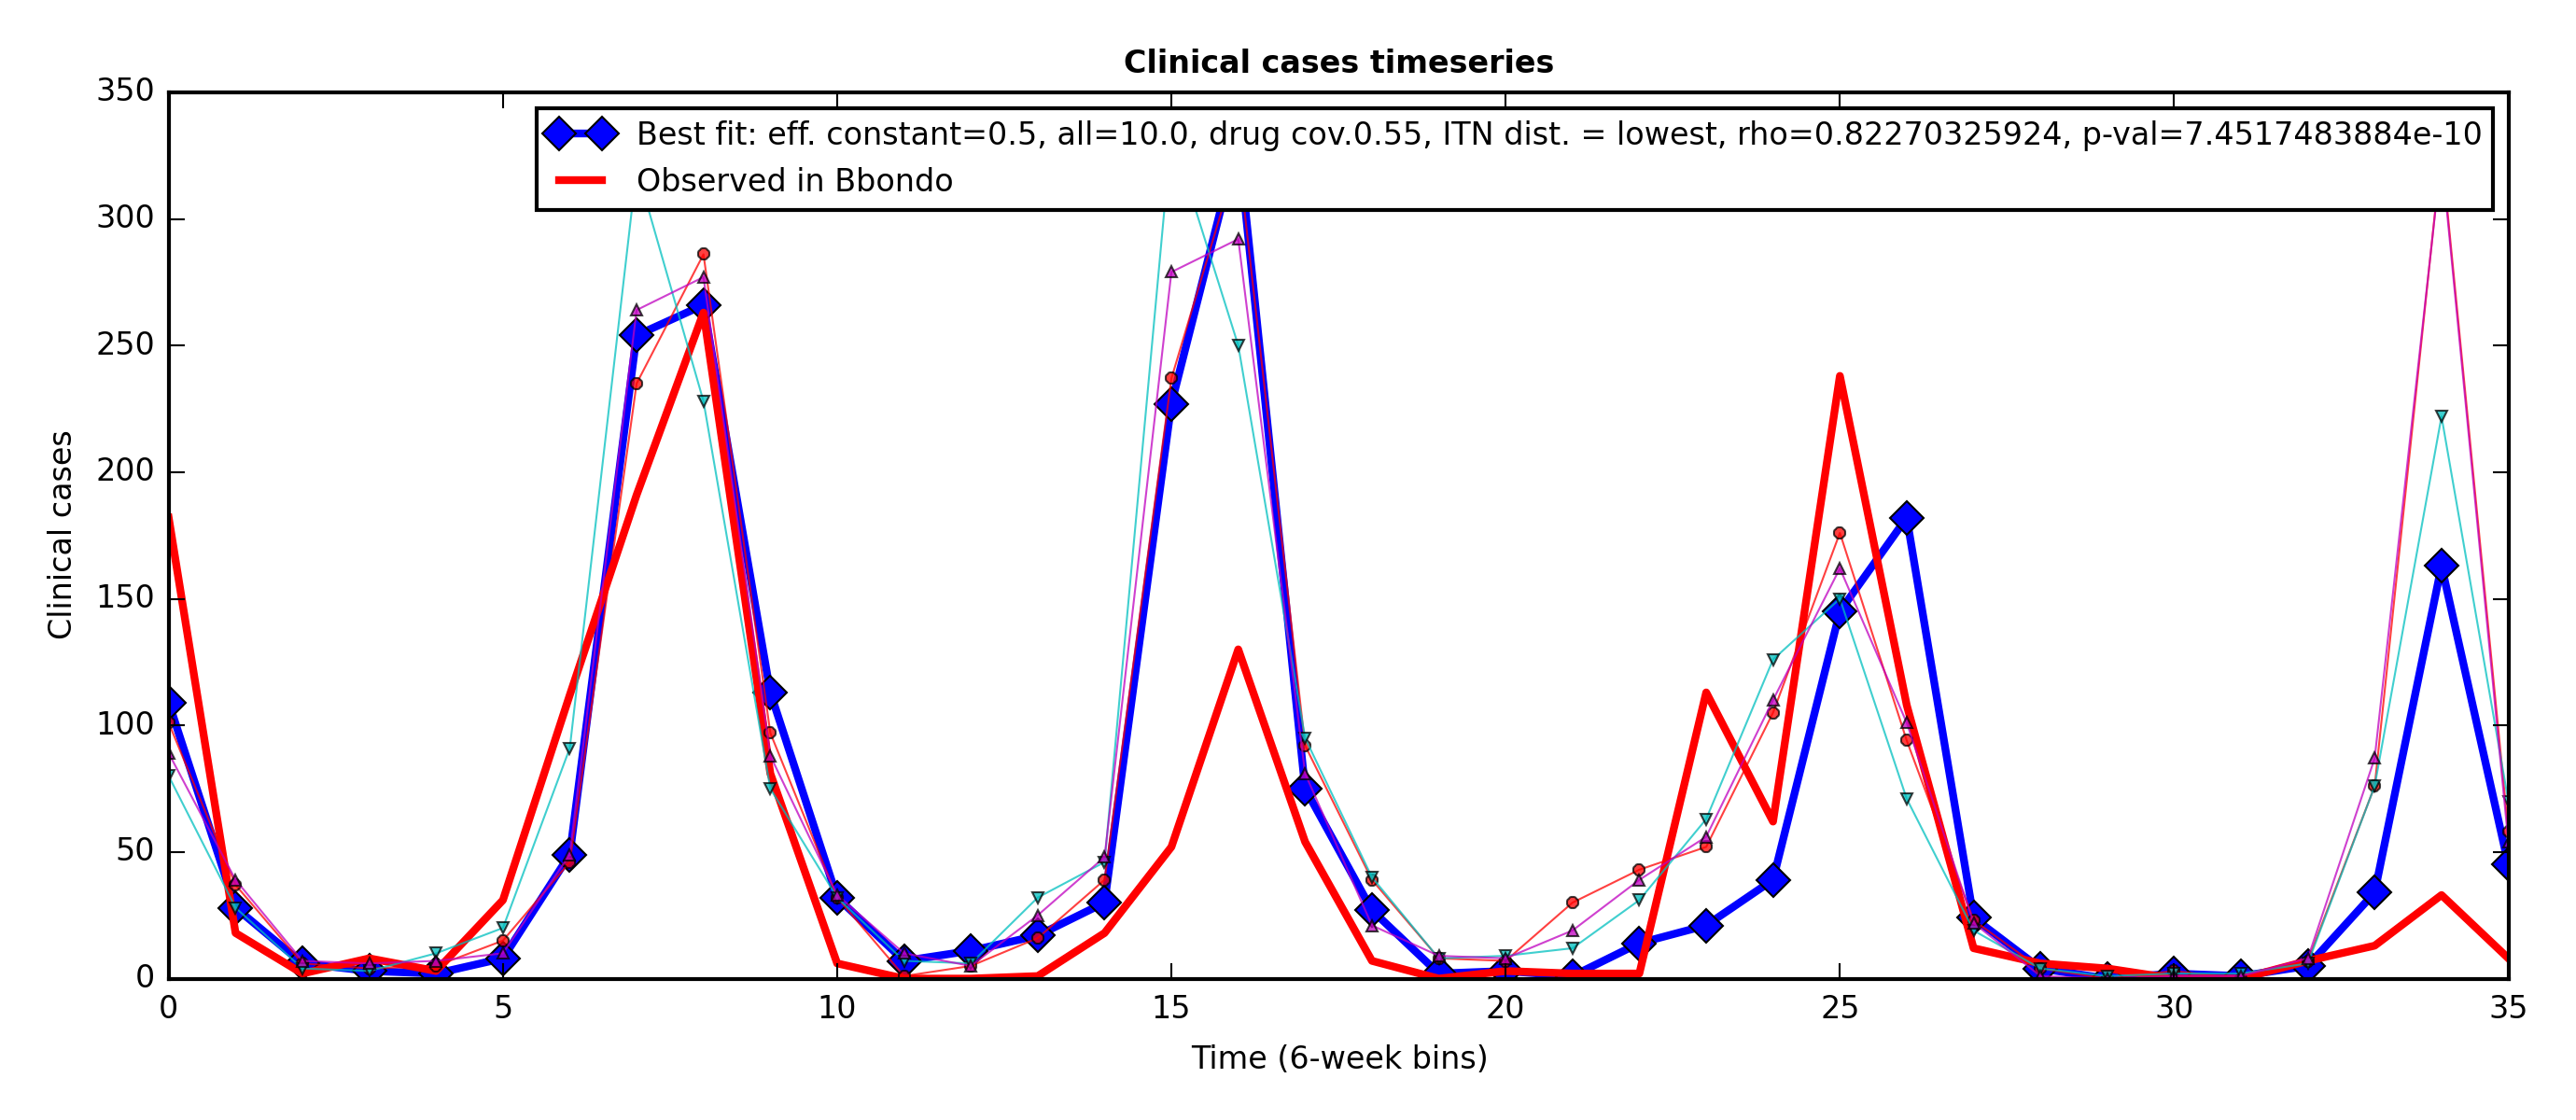 Clinical cases timeseries
350
300
250
200
150
100
50
0
Clinical cases
Best fit: eff. constant=0.5, all=10.0, drug cov.0.55, ITN dist. = lowest, rho=0.82270325924, p-val=7.4517483884e-10
Observed in Bbondo
0 5 10 15 20 25 30 35
Time (6-week bins)